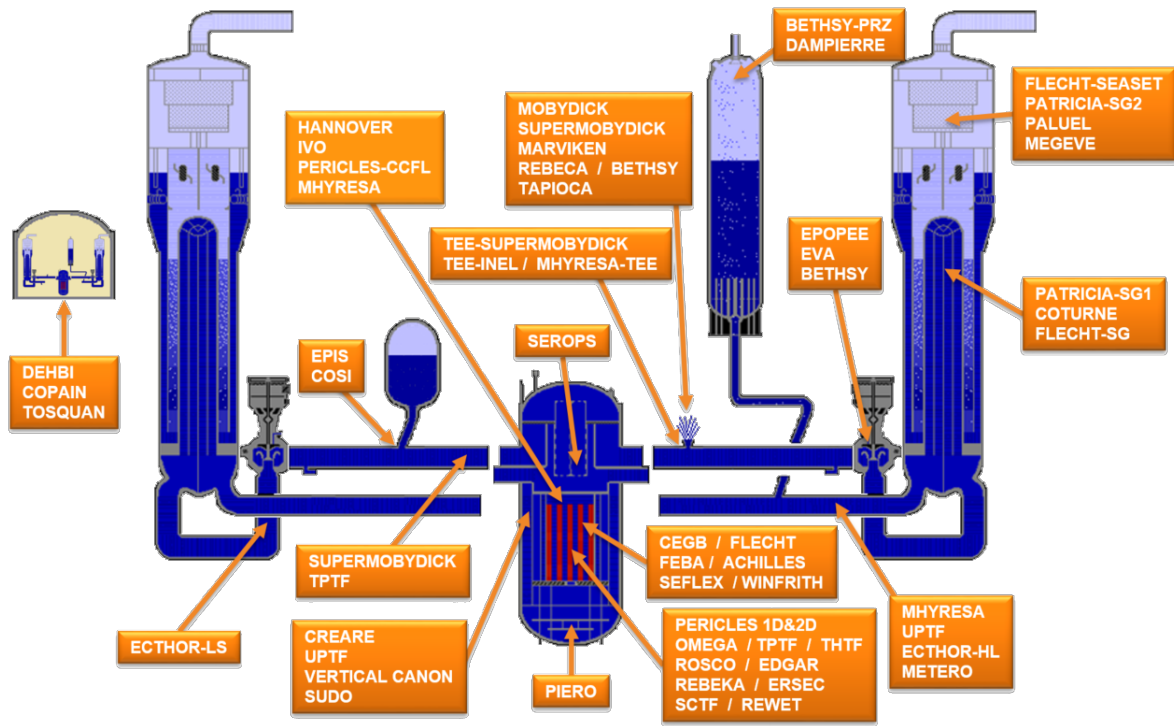 BETHSY-PRZ
DAMPIERRE
FLECHT-SEASET
PATRICIA-SG2
PALUEL
MEGEVE
HANNOVER
IVO
PERICLES-CCFL
MHYRESA
MOBYDICK
SUPERMOBYDICK
MARVIKEN
REBECA / BETHSY
TAPIOCA
TEE-SUPERMOBYDICK
TEE-INEL / MHYRESA-TEE
EPOPEE
EVA
BETHSY
PATRICIA-SG1
COTURNE
FLECHT-SG
DEHBI
COPAIN
TOSQUAN
EPIS
COSI
SEROPS
SUPERMOBYDICK
TPTF
CEGB / FLECHT
FEBA / ACHILLES
SEFLEX / WINFRITH
ECTHOR-LS
CREARE
UPTF
VERTICAL CANON
SUDO
PIERO
PERICLES 1D&2D
OMEGA / TPTF / THTF
ROSCO / EDGAR
REBEKA / ERSEC
SCTF / REWET
MHYRESA
UPTF
ECTHOR-HL
METERO